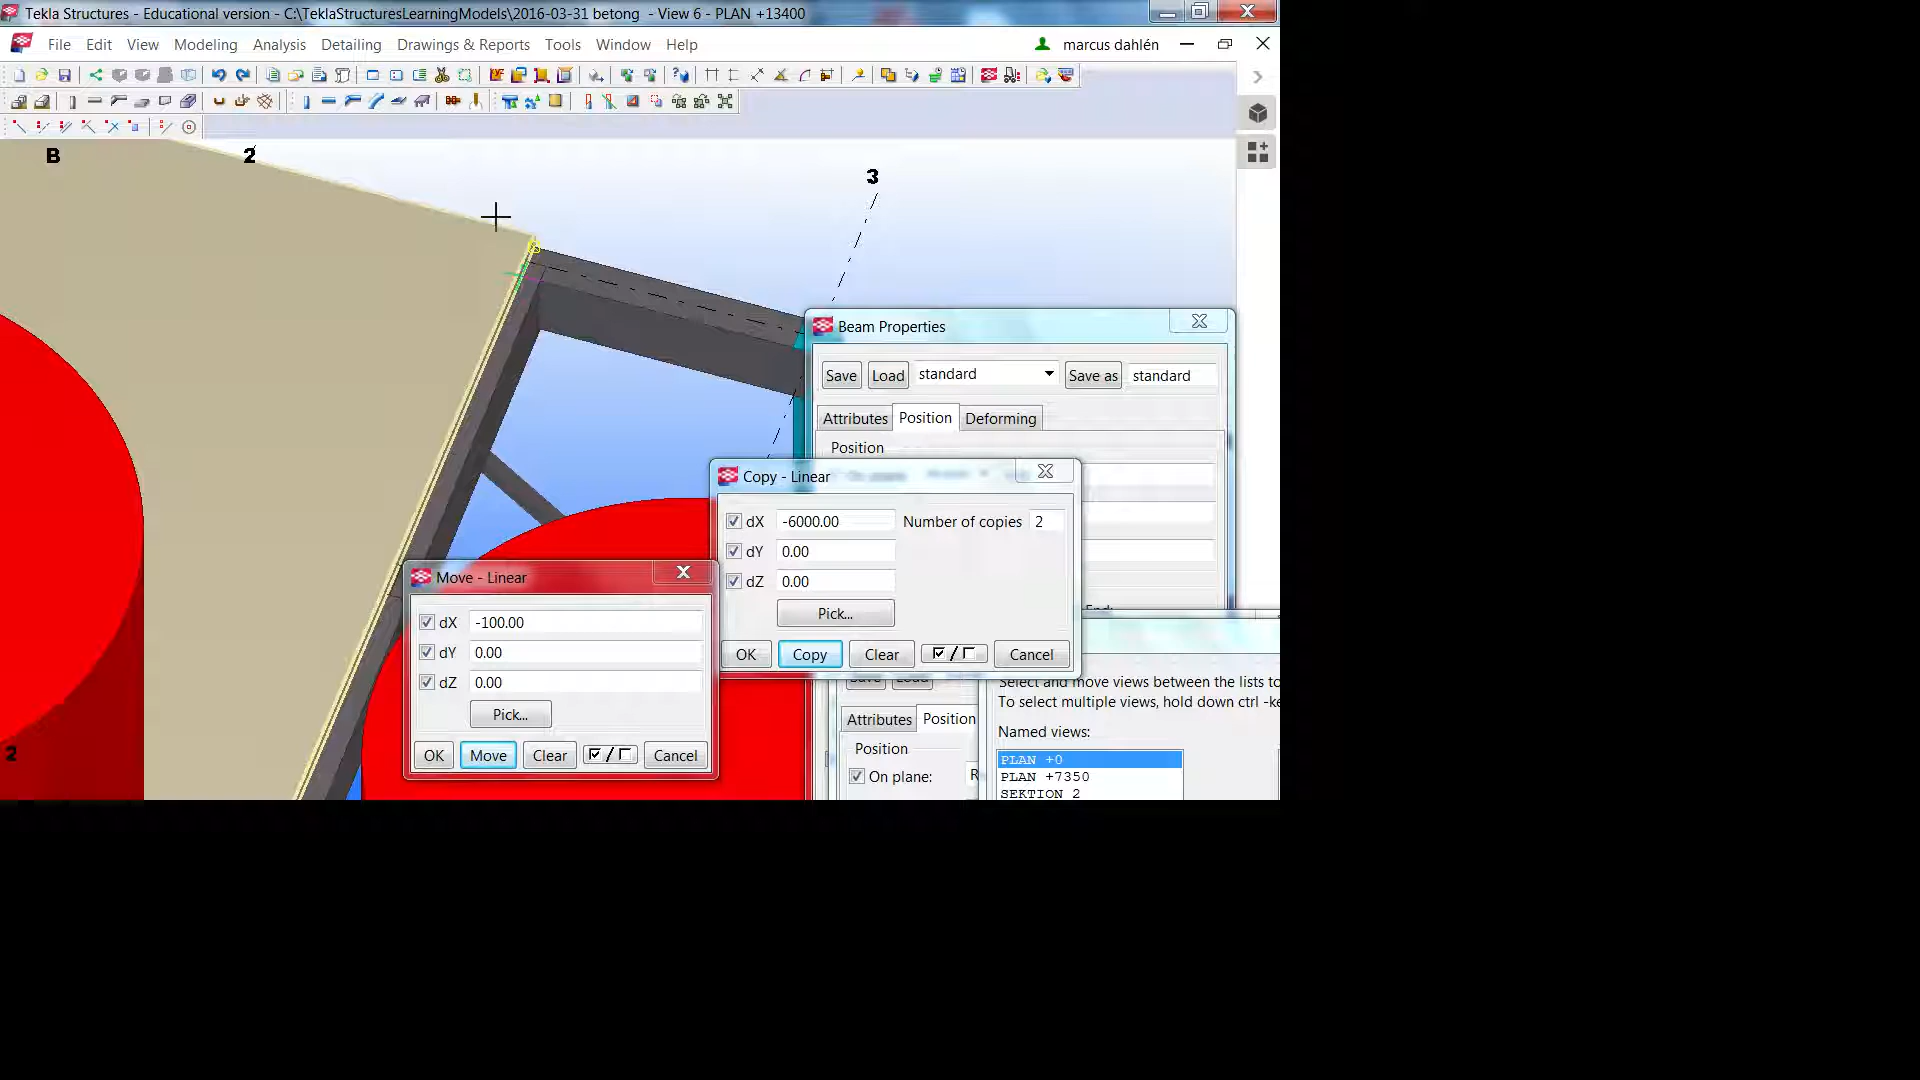 Tekla Structures - Educational version - C:\TeklaStructuresLearningModels\2016-03-31 betong - View 6 - PLAN +13400
File Edit View Modeling Analysis Detailing Drawings & Reports Tools Window Help marcus dahlén
B 2 3
Beam Properties
Save Load standard Save as standard
Attributes Position Deforming
Position
Copy - Linear
dX -6000.00 Number of copies 2
dY 0.00
dZ 0.00
Pick...
OK Copy Clear / Cancel
End:
Move - Linear
dX -100.00
dY 0.00
dZ 0.00
Pick...
OK Move Clear / Cancel
2
Save Load
Attributes Position
Position
On plane: R
Select and move views between the lists to
To select multiple views, hold down ctrl -ke
Named views:
PLAN +0
PLAN +7350
SEKTION 2